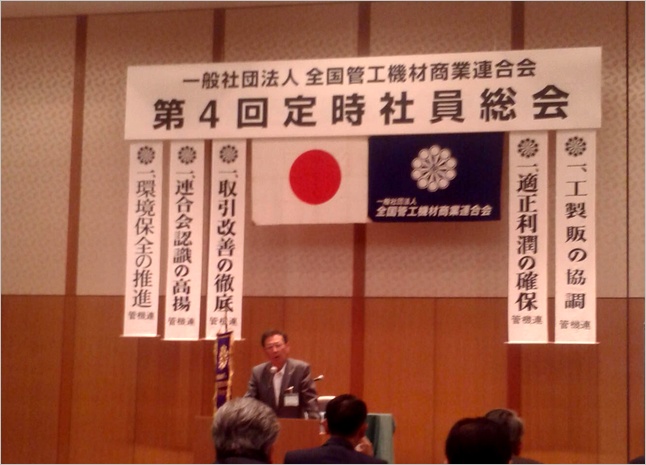 一般社団法人 全国管工機材商業連合会
第4回定時社員総会
一、工製販の協調
管機連
一、適正利潤の確保
管機連
一般社団法人
全国管工機材商業連合会
一、取引改善の徹底
管機連
一、連合会認識の高揚
管機連
一、環境保全の推進
管機連